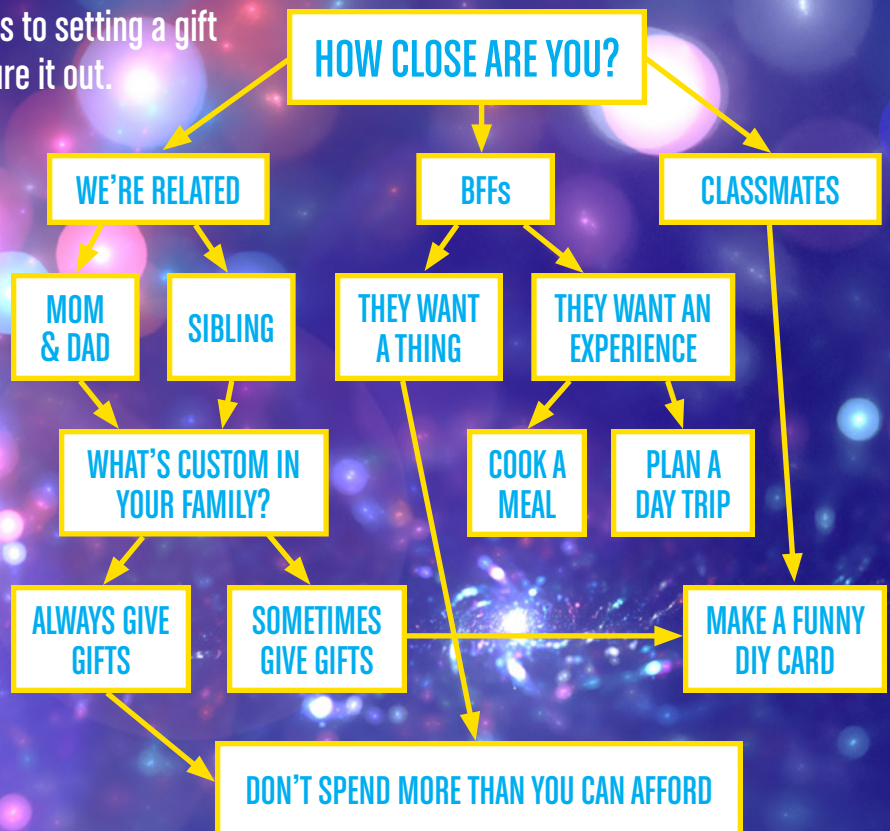 s to setting a gift
ure it out.
HOW CLOSE ARE YOU?
WE'RE RELATED
BFFs
CLASSMATES
MOM
& DAD
SIBLING
THEY WANT
A THING
THEY WANT AN
EXPERIENCE
WHAT'S CUSTOM IN
YOUR FAMILY?
COOK A
MEAL
PLAN A
DAY TRIP
ALWAYS GIVE
GIFTS
SOMETIMES
GIVE GIFTS
MAKE A FUNNY
DIY CARD
DON'T SPEND MORE THAN YOU CAN AFFORD